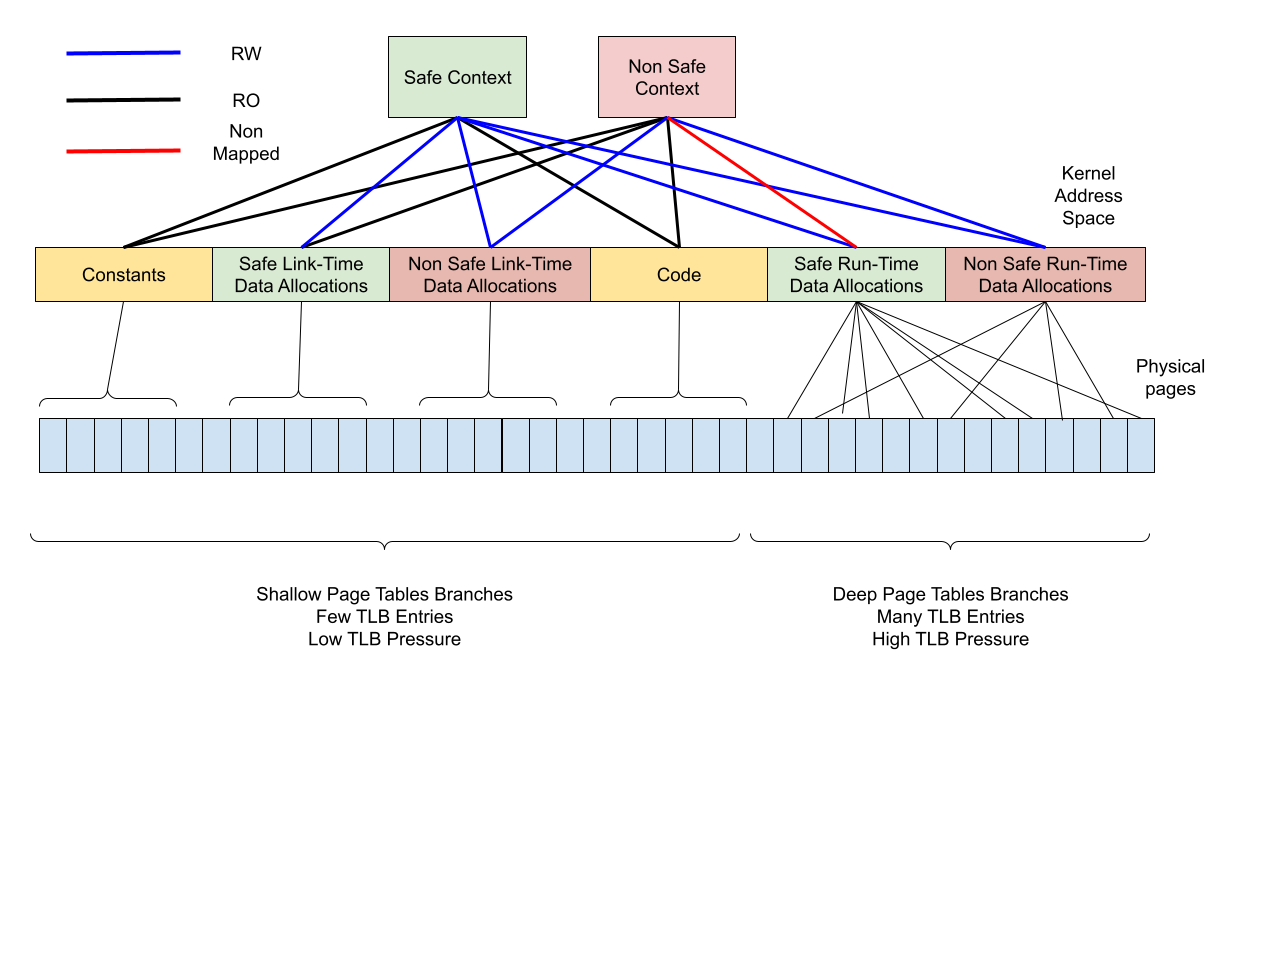 RW
RO
Non
Mapped
Safe Context
Non Safe
Context
Kernel
Address
Space
Constants
Safe Link-Time
Data Allocations
Non Safe Link-Time
Data Allocations
Code
Safe Run-Time
Data Allocations
Non Safe Run-Time
Data Allocations
Physical
pages
Shallow Page Tables Branches
Few TLB Entries
Low TLB Pressure
Deep Page Tables Branches
Many TLB Entries
High TLB Pressure